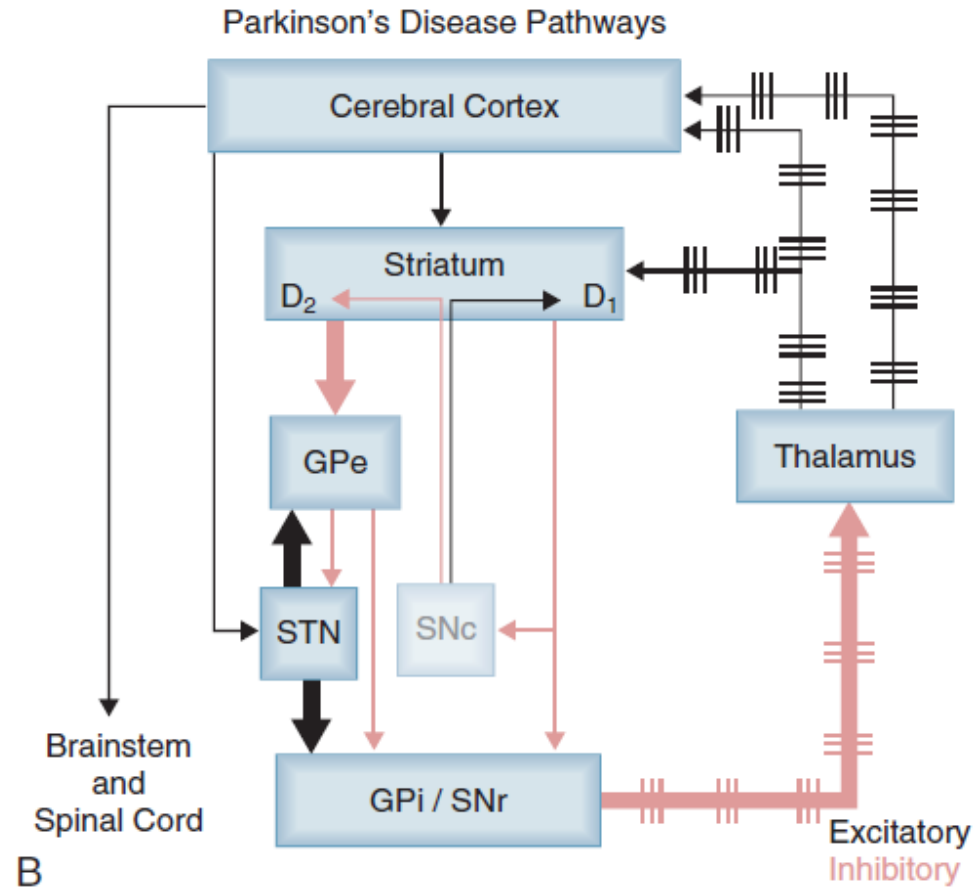 Parkinson's Disease Pathways
Cerebral Cortex
Striatum
D2
D1
GPe
Thalamus
STN
SNc
Brainstem
and
Spinal Cord
GPi / SNr
Excitatory
Inhibitory
B